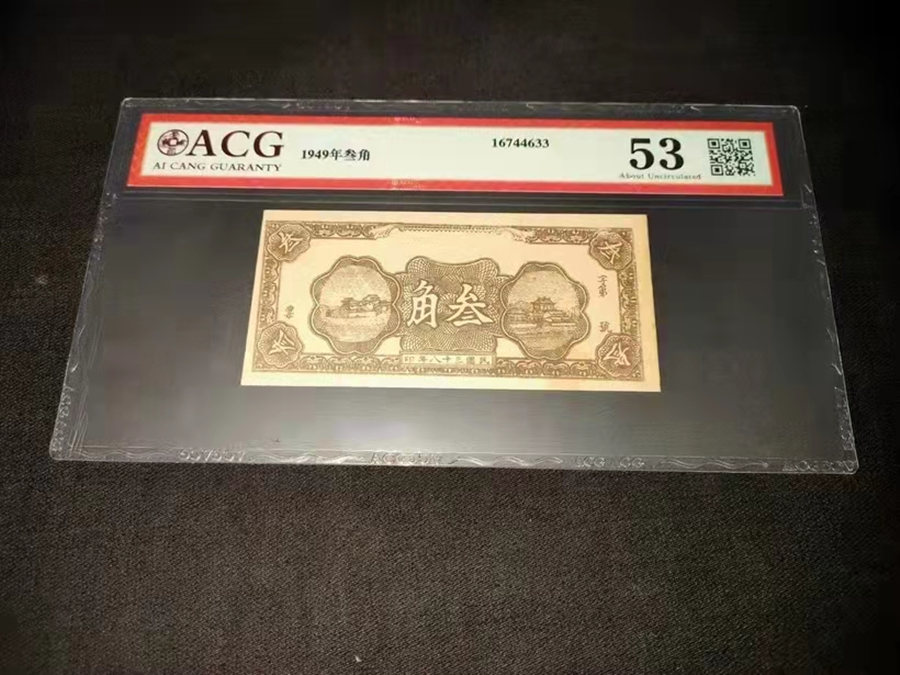 ACG
AI CANG GUARANTY
1949年叁角
16744633
53
About Uncirculated
角叁
印年八十三國民
號